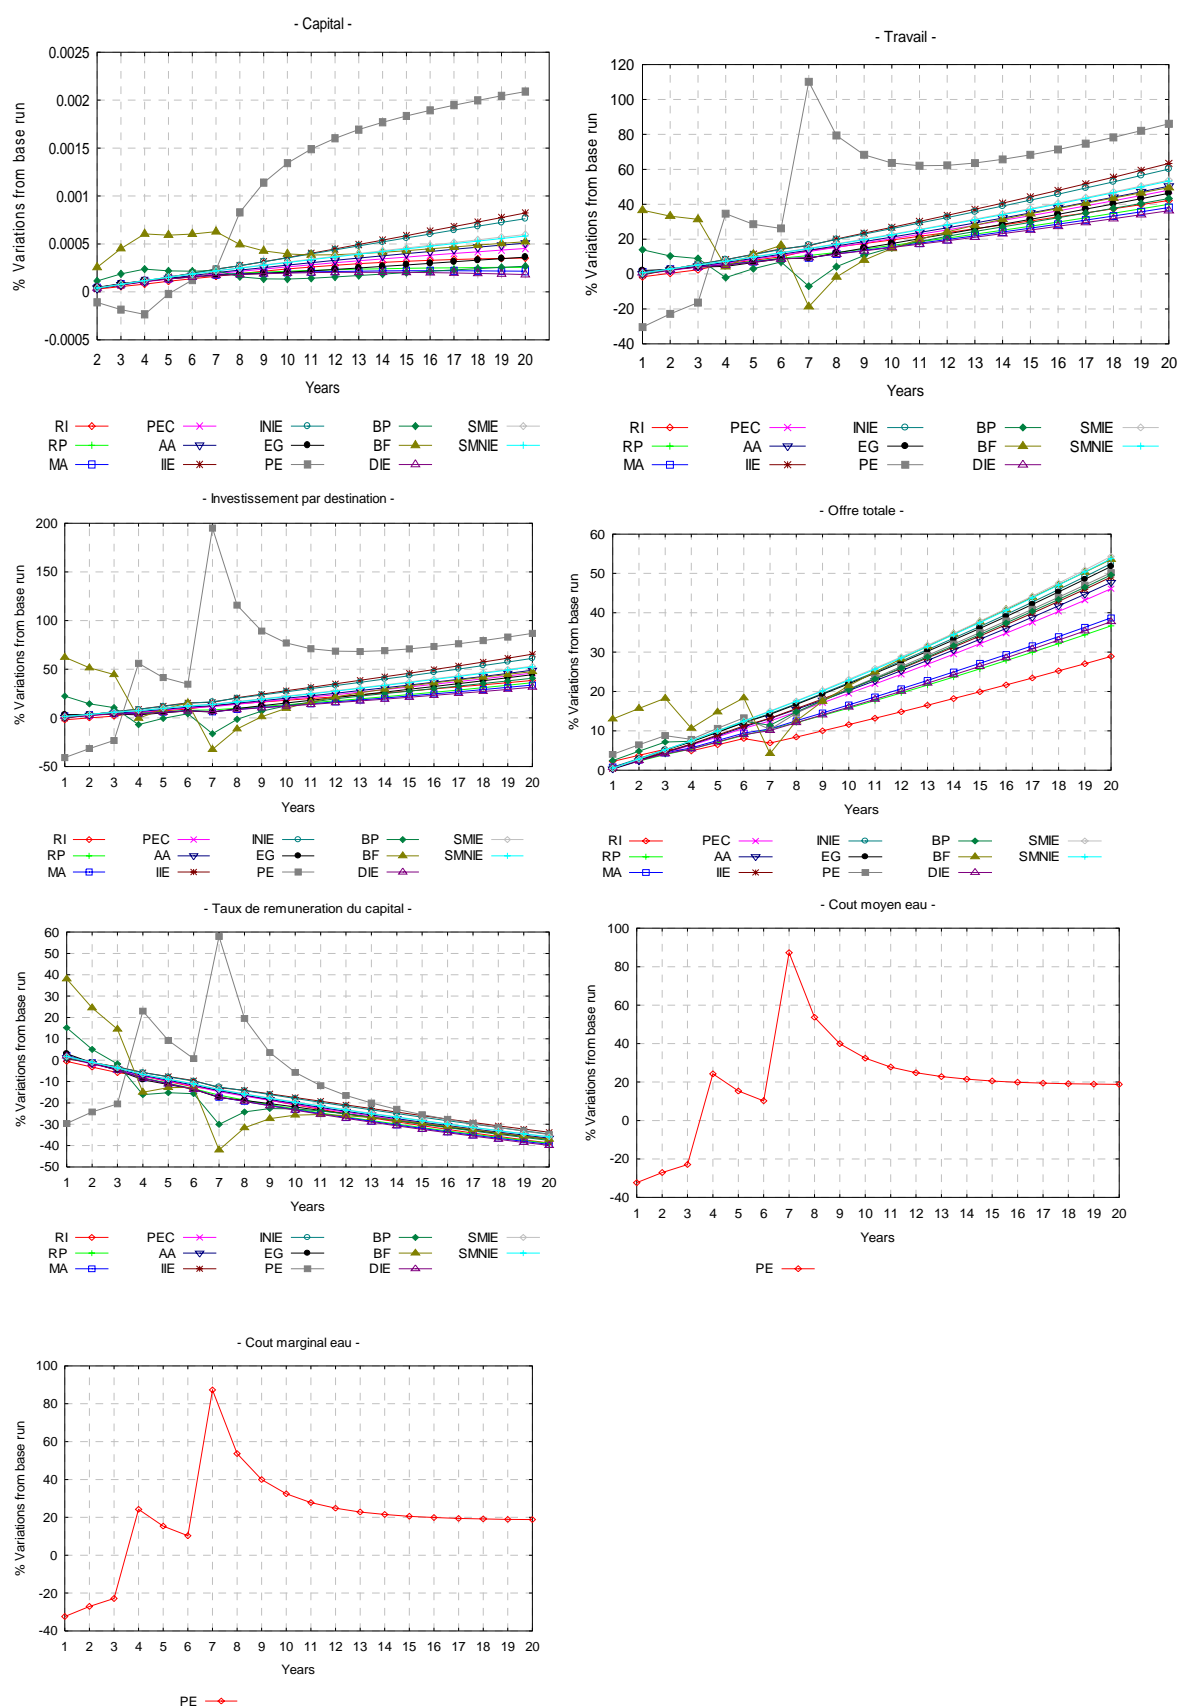 - Capital -
% Variations from base run
0.0025
0.002
0.0015
0.001
0.0005
0
-0.0005
2 3 4 5 6 7 8 9 10 11 12 13 14 15 16 17 18 19 20
Years
RI PEC INIE BP SMIE
RP AA EG BF SMNIE
MA IIE PE DIE
- Travail -
% Variations from base run
120
100
80
60
40
20
0
-20
-40
1 2 3 4 5 6 7 8 9 10 11 12 13 14 15 16 17 18 19 20
Years
RI PEC INIE BP SMIE
RP AA EG BF SMNIE
MA IIE PE DIE
- Investissement par destination -
% Variations from base run
200
150
100
50
0
-50
1 2 3 4 5 6 7 8 9 10 11 12 13 14 15 16 17 18 19 20
Years
RI PEC INIE BP SMIE
RP AA EG BF SMNIE
MA IIE PE DIE
- Offre totale -
% Variations from base run
60
50
40
30
20
10
0
1 2 3 4 5 6 7 8 9 10 11 12 13 14 15 16 17 18 19 20
Years
RI PEC INIE BP SMIE
RP AA EG BF SMNIE
MA IIE PE DIE
- Taux de remuneration du capital -
% Variations from base run
60
50
40
30
20
10
0
-10
-20
-30
-40
-50
1 2 3 4 5 6 7 8 9 10 11 12 13 14 15 16 17 18 19 20
Years
RI PEC INIE BP SMIE
RP AA EG BF SMNIE
MA IIE PE DIE
- Cout moyen eau -
% Variations from base run
100
80
60
40
20
0
-20
-40
1 2 3 4 5 6 7 8 9 10 11 12 13 14 15 16 17 18 19 20
Years
PE
- Cout marginal eau -
% Variations from base run
100
80
60
40
20
0
-20
-40
1 2 3 4 5 6 7 8 9 10 11 12 13 14 15 16 17 18 19 20
Years
PE